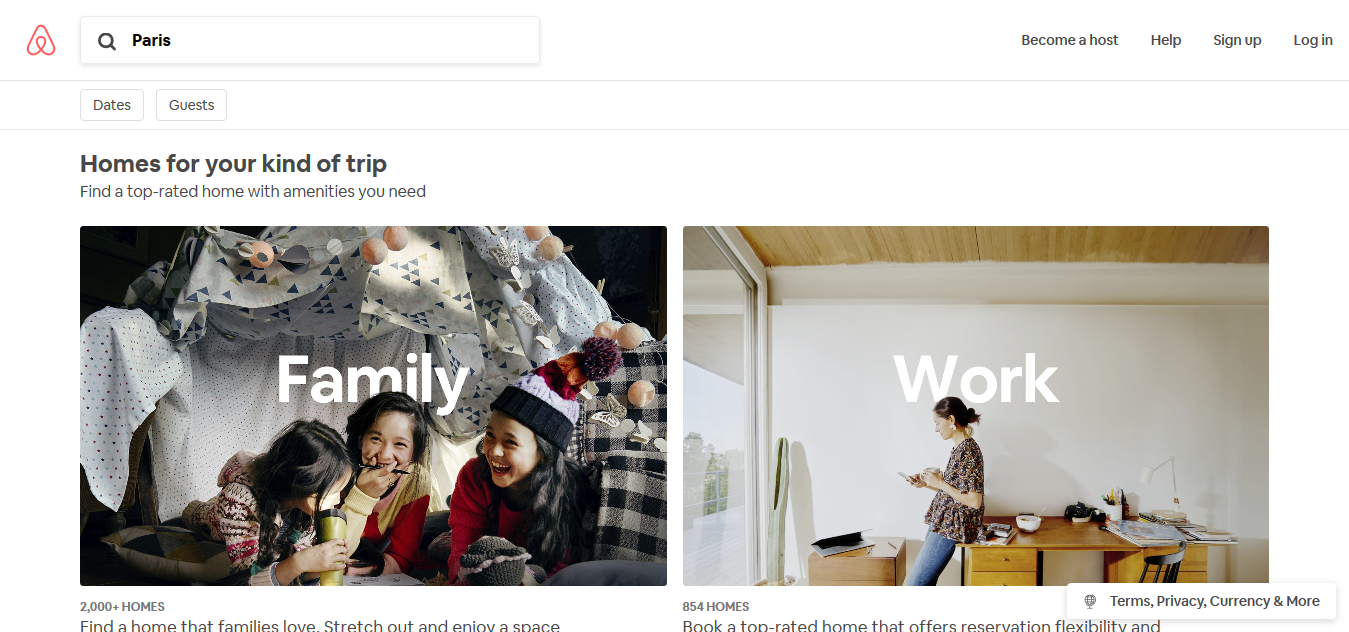 Paris
Become a host
Help
Sign up
Log in
Dates
Guests
Homes for your kind of trip
Find a top-rated home with amenities you need
Family
Work
2,000+ HOMES
854 HOMES
Find a home that families love. Stretch out and enjoy a space
Book a top-rated home that offers reservation flexibility and
Terms, Privacy, Currency & More